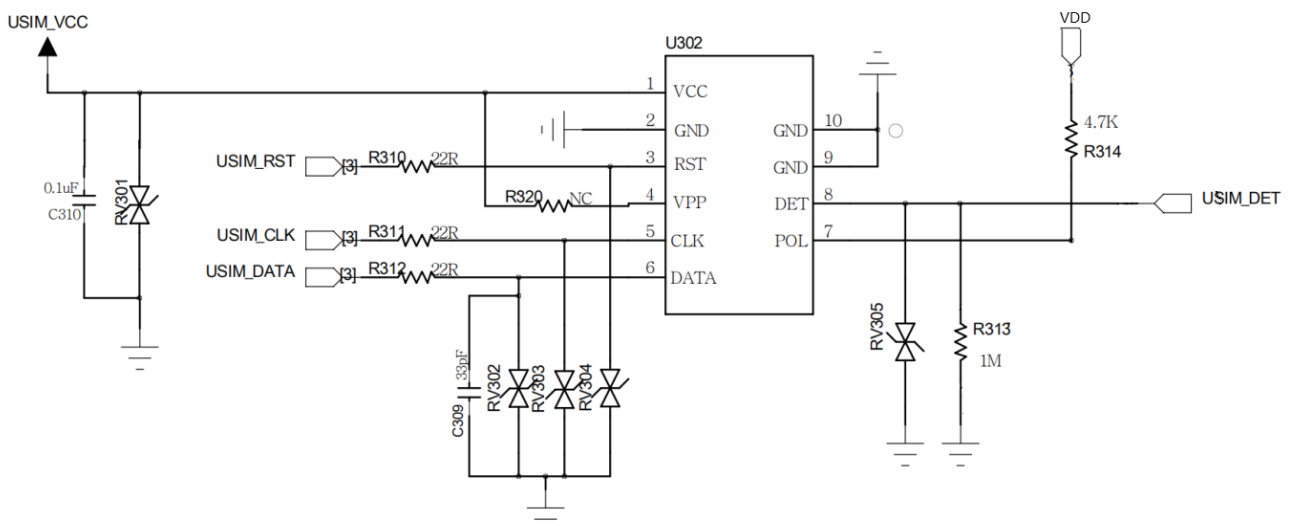 USIM_VCC
U302
VDD
1 VCC
2 GND
GND 10
4.7K
R314
USIM_RST [3] R310 22R 3 RST
GND 9
0.1uF
C310
RV301
R320 NC 4 VPP
DET 8
USIM_DET
USIM_CLK [3] R311 22R 5 CLK
POL 7
USIM_DATA [3] R312 22R 6 DATA
RV305
R313
1M
33pF
C309
RV302
RV303
RV304